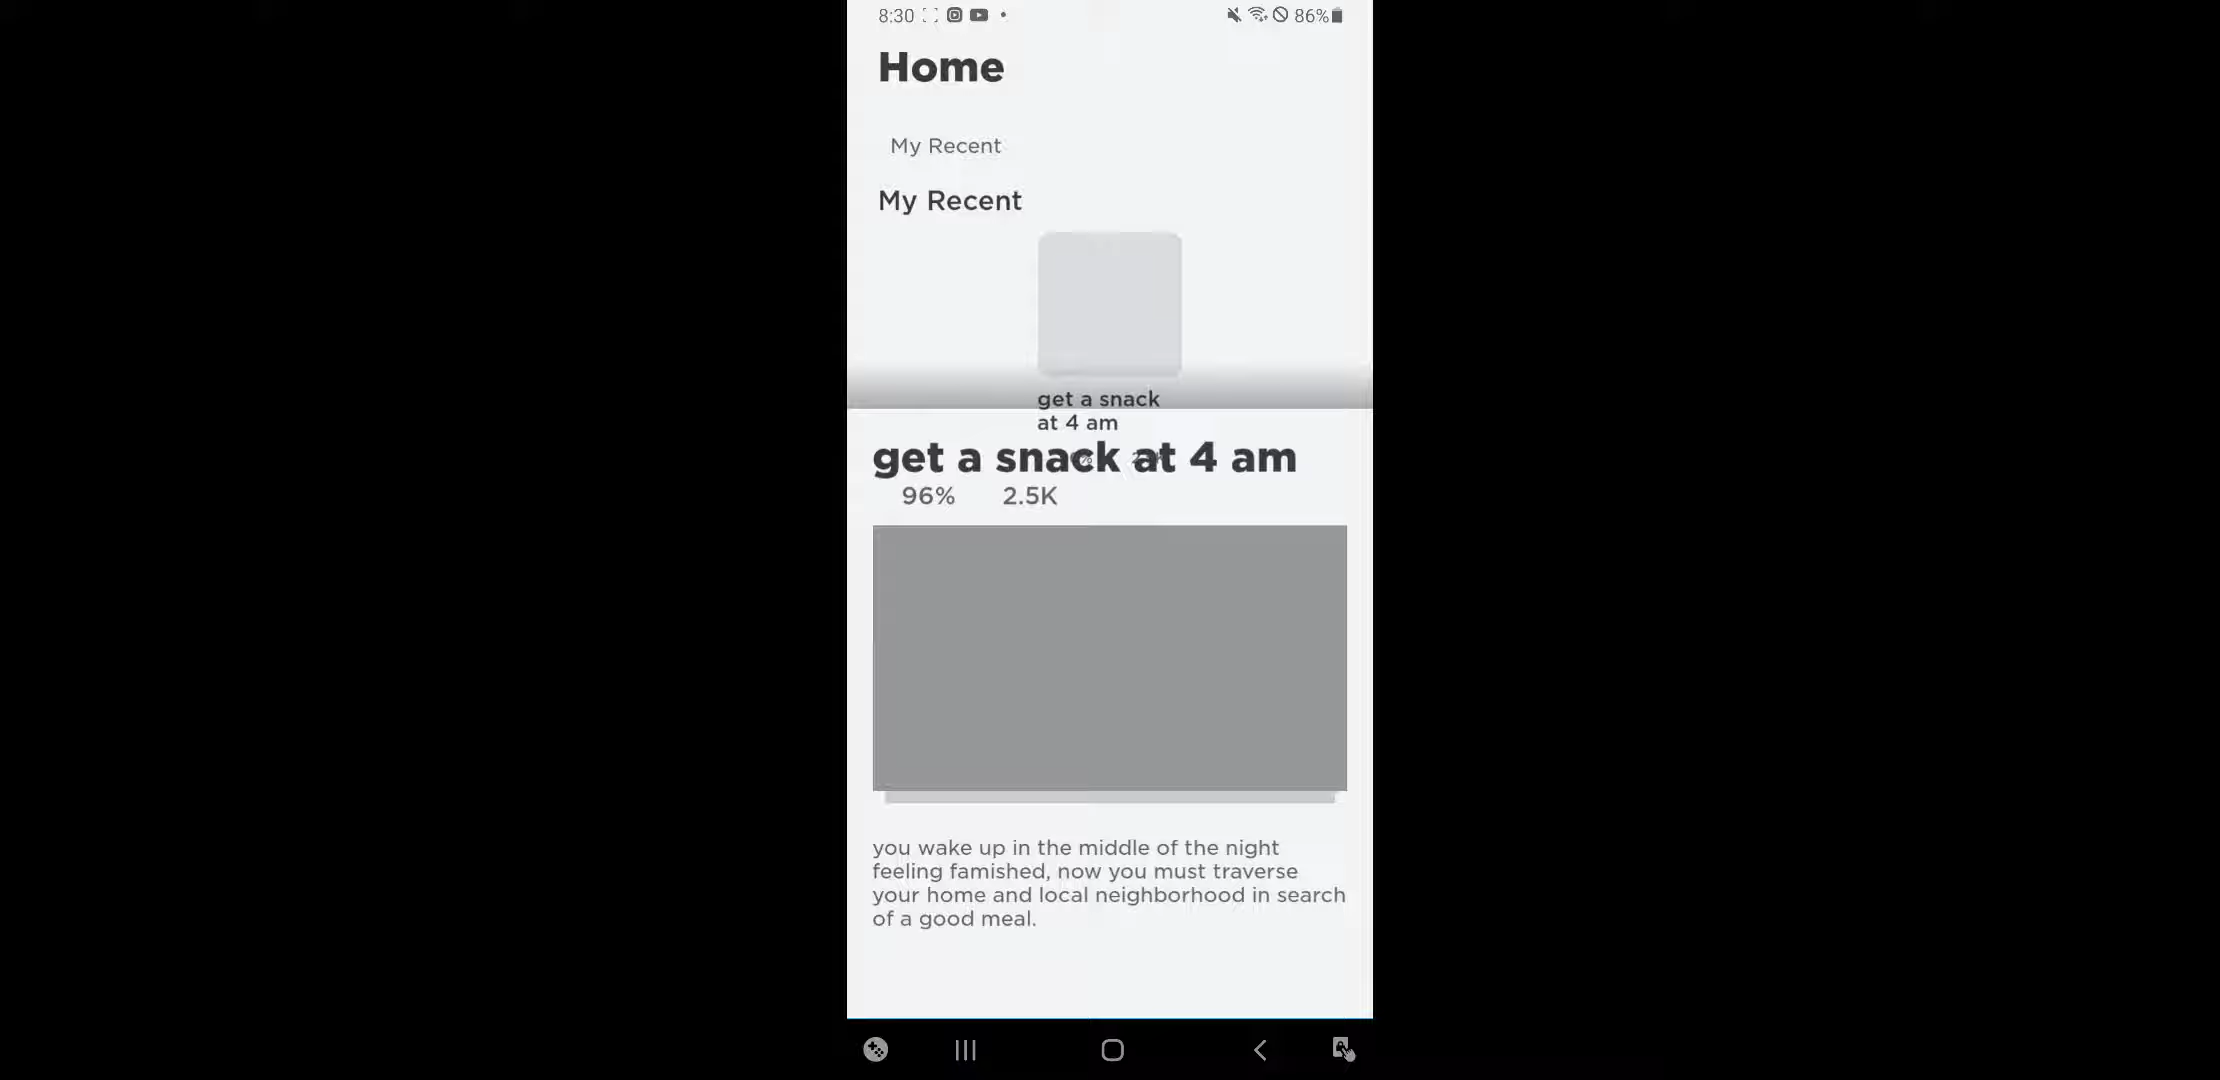 8:30
86%
Home
My Recent
My Recent
get a snack
at 4 am
get a snack at 4 am
96% 2.5K
you wake up in the middle of the night
feeling famished, now you must traverse
your home and local neighborhood in search
of a good meal.